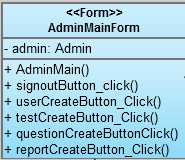 <<Form>>
AdminMainForm
- admin: Admin
+ AdminMain()
+ signoutButton_click()
+ userCreateButton_Click()
+ testCreateButton_Click()
+ questionCreateButtonClick()
+ reportCreateButton_Click()